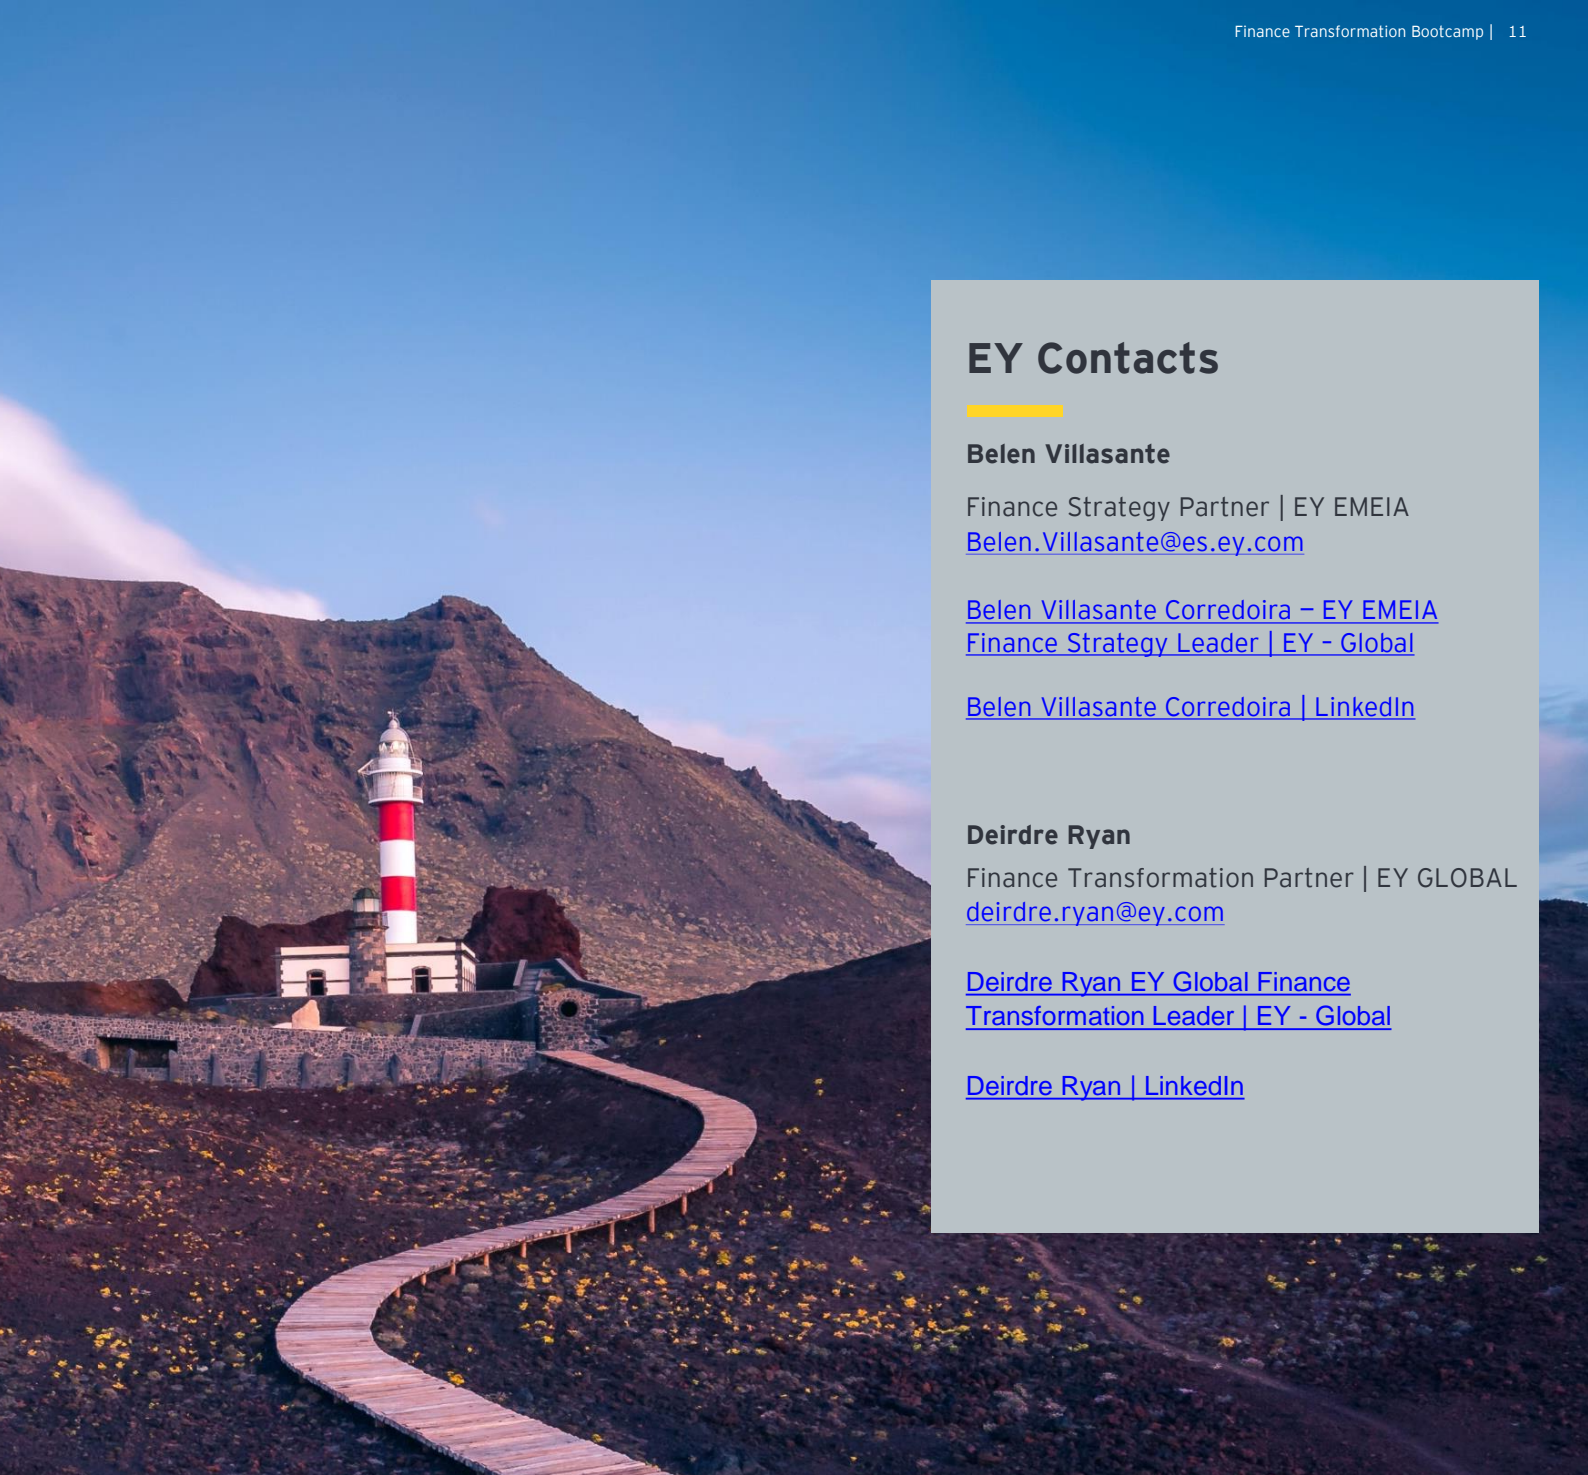 Finance Transformation Bootcamp | 11
EY Contacts
Belen Villasante
Finance Strategy Partner | EY EMEIA
Belen.Villasante@es.ey.com
Belen Villasante Corredoira – EY EMEIA
Finance Strategy Leader | EY – Global
Belen Villasante Corredoira | LinkedIn
Deirdre Ryan
Finance Transformation Partner | EY GLOBAL
deirdre.ryan@ey.com
Deirdre Ryan EY Global Finance
Transformation Leader | EY - Global
Deirdre Ryan | LinkedIn